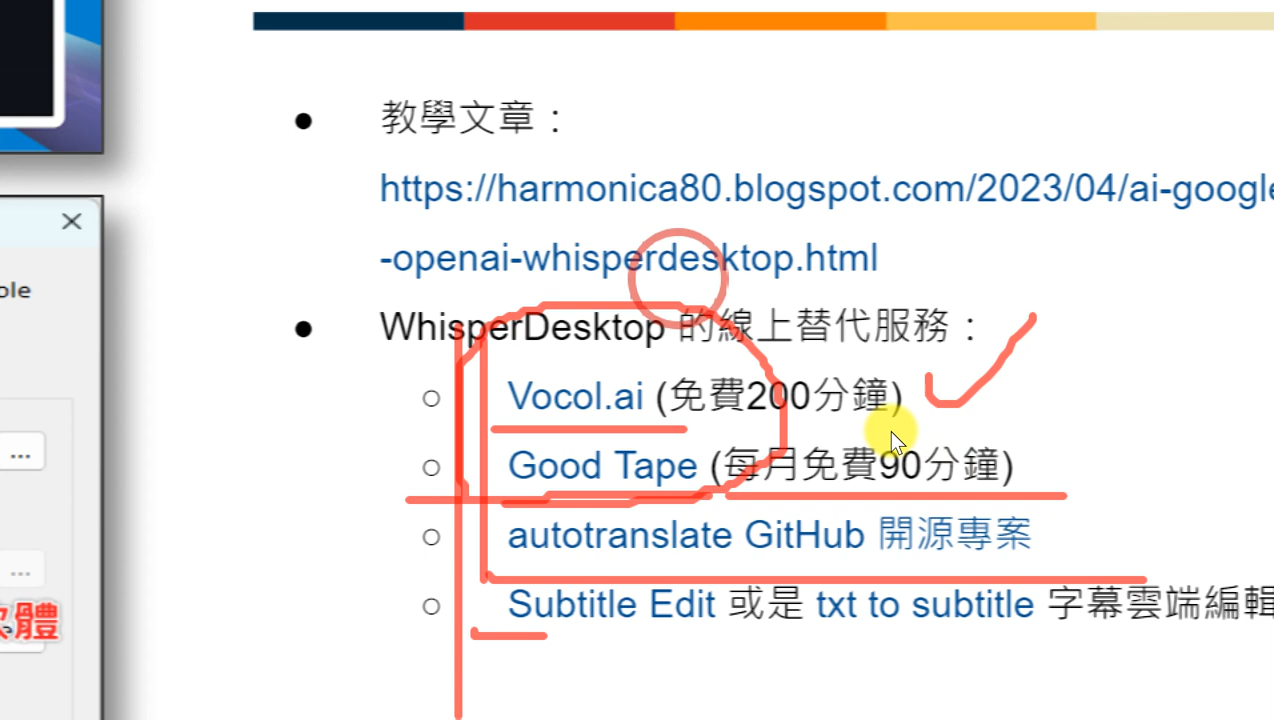 教學文章：
https://harmonica80.blogspot.com/2023/04/ai-google
-openai-whisperdesktop.html
WhisperDesktop 的線上替代服務：
Vocol.ai (免費200分鐘)
Good Tape (每月免費90分鐘)
autotranslate GitHub 開源專案
Subtitle Edit 或是 txt to subtitle 字幕雲端編輯
ole
...
...
軟體